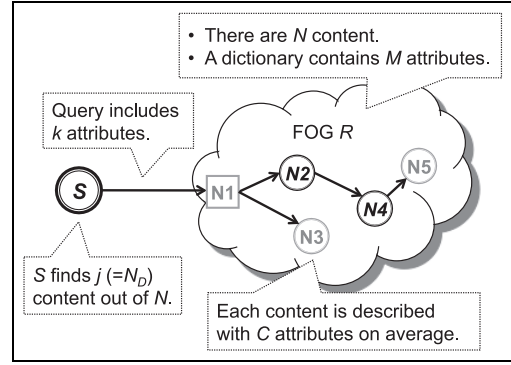 • There are N content.
• A dictionary contains M attributes.
Query includes
k attributes.
FOG R
S
N1
N2
N3
N4
N5
S finds j (=N_D)
content out of N.
Each content is described
with C attributes on average.